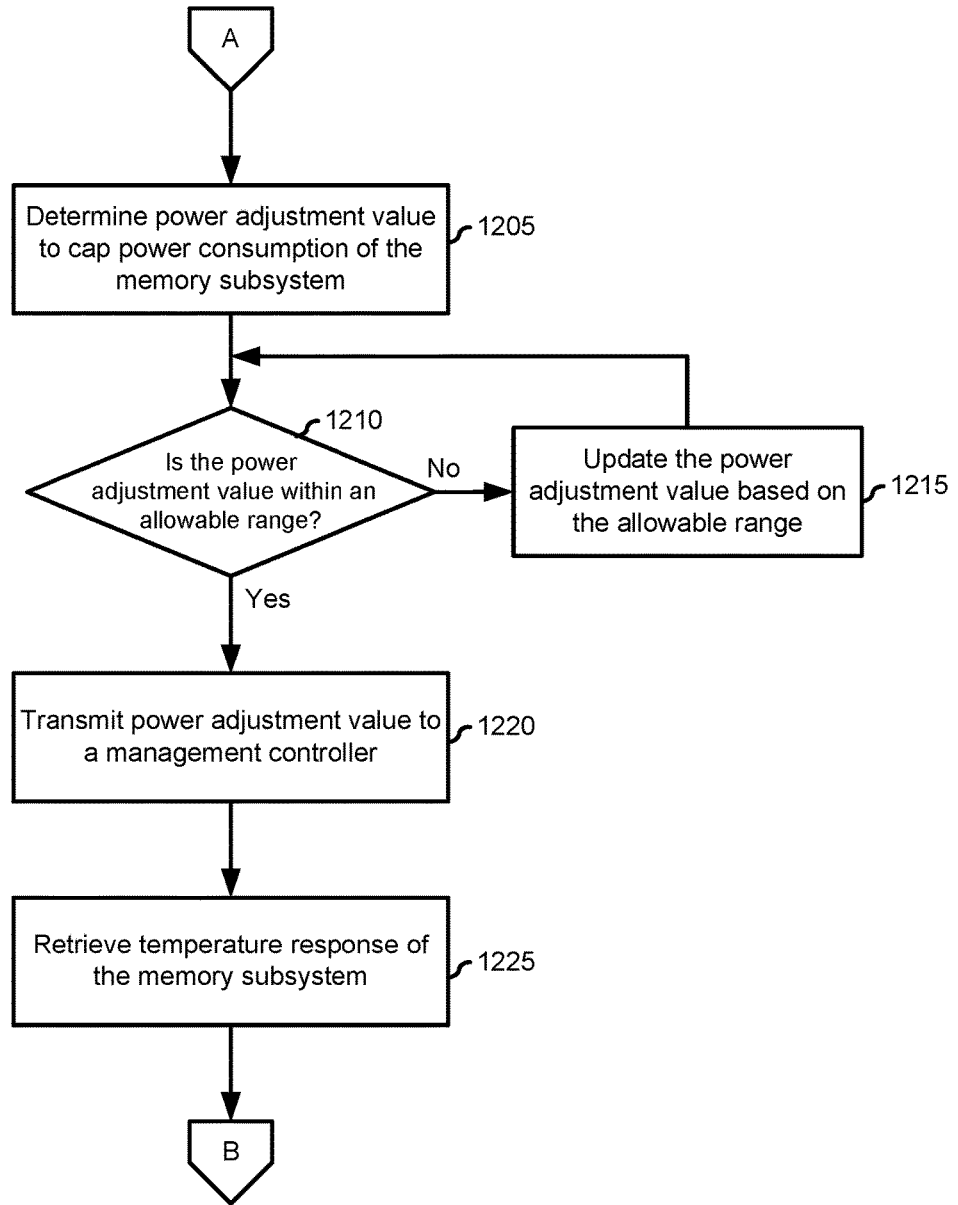 A
Determine power adjustment value
to cap power consumption of the
memory subsystem
1205
1210
Is the power
adjustment value within an
allowable range?
No
Update the power
adjustment value based on
the allowable range
1215
Yes
Transmit power adjustment value to
a management controller
1220
Retrieve temperature response of
the memory subsystem
1225
B